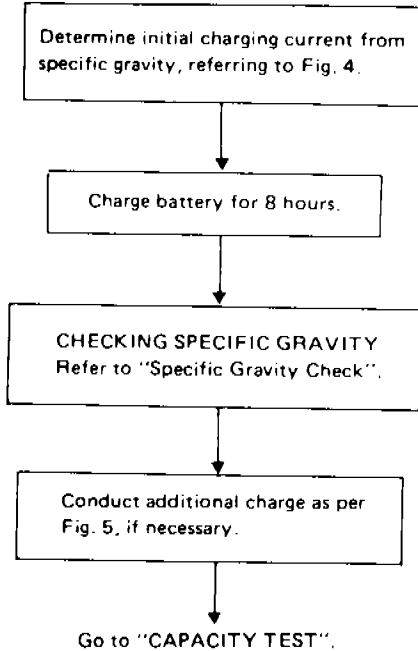 Determine initial charging current from
specific gravity, referring to Fig. 4.
Charge battery for 8 hours.
CHECKING SPECIFIC GRAVITY
Refer to "Specific Gravity Check".
Conduct additional charge as per
Fig. 5, if necessary.
Go to "CAPACITY TEST".